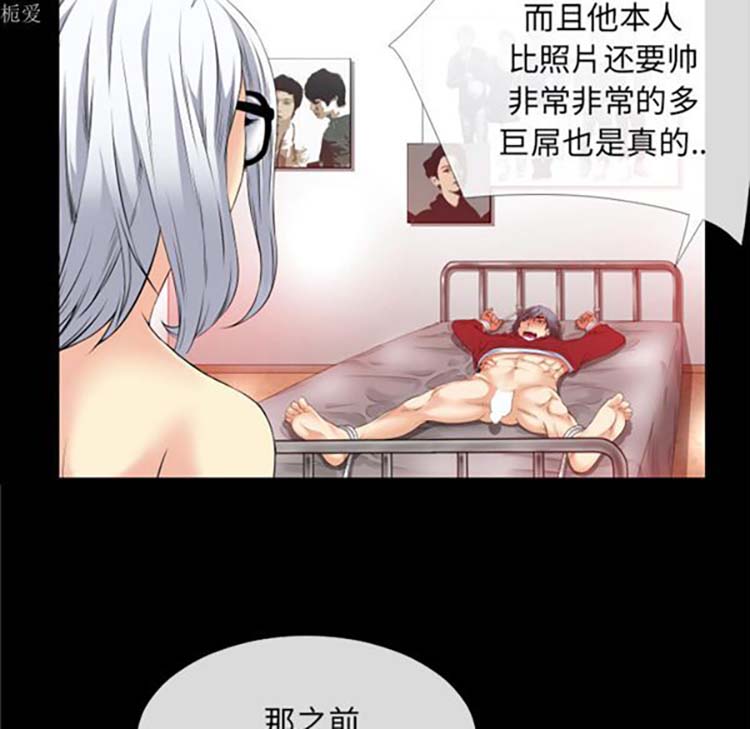 栀爱
而且他本人
比照片还要帅
非常非常的多
巨屌也是真的..
那之前